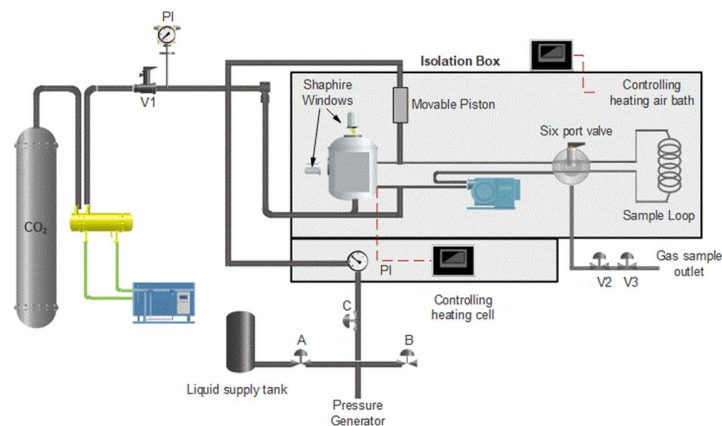 PI
Isolation Box
V1
Shaphire
Windows
Movable Piston
Controlling
heating air bath
Six port valve
CO₂
Sample Loop
PI
Gas sample
outlet
V2
V3
Controlling
heating cell
C
A
B
Liquid supply tank
Pressure
Generator